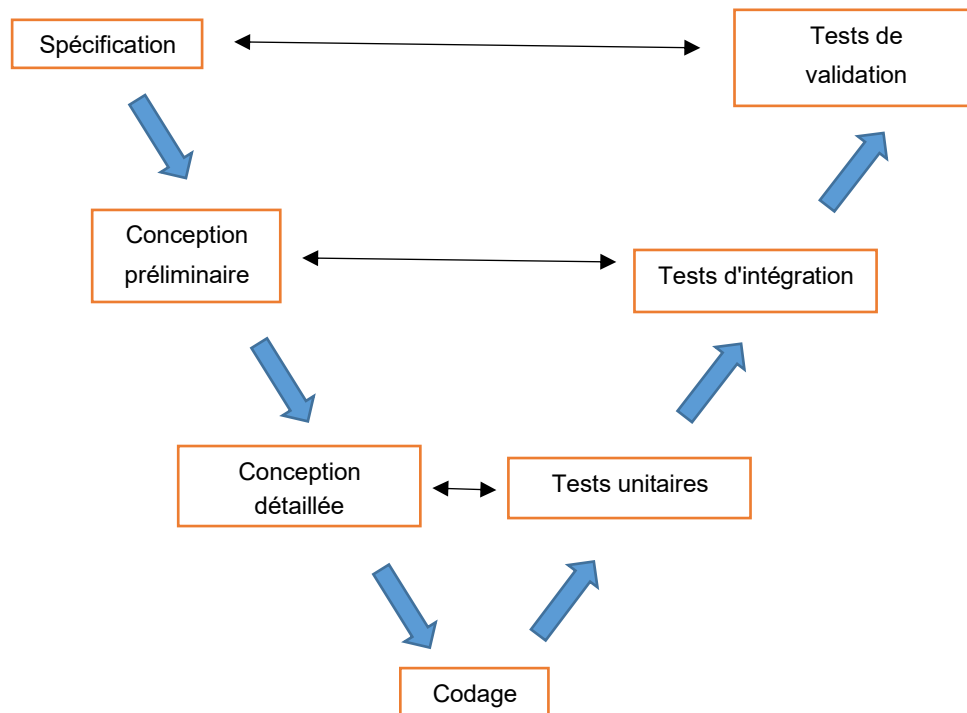 Spécification
Tests de
validation
Conception
préliminaire
Tests d'intégration
Conception
détaillée
Tests unitaires
Codage